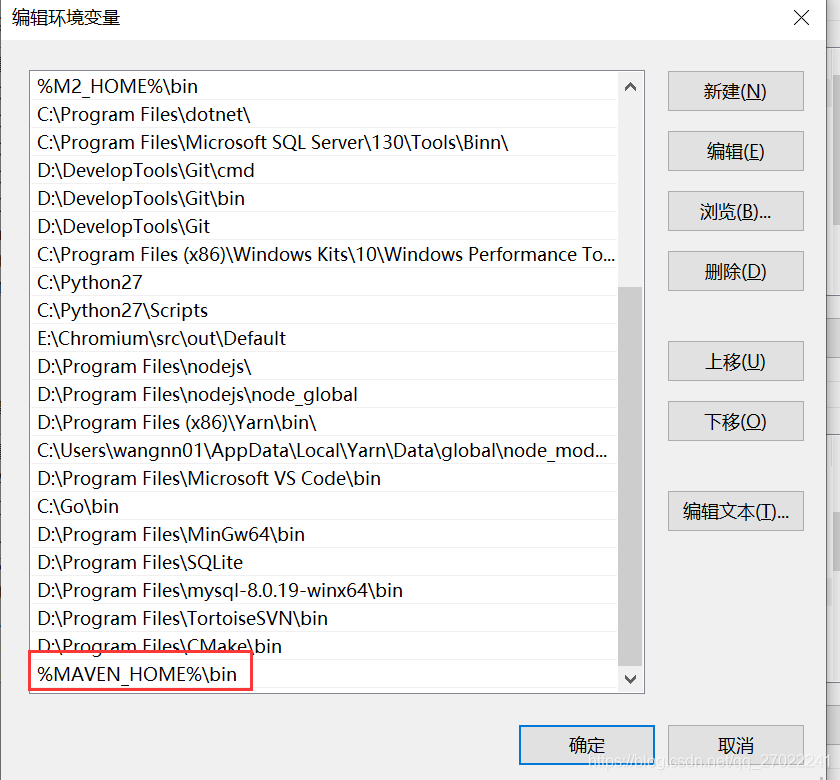 编辑环境变量
%M2_HOME%\bin
C:\Program Files\dotnet\
C:\Program Files\Microsoft SQL Server\130\Tools\Binn\
D:\DevelopTools\Git\cmd
D:\DevelopTools\Git\bin
D:\DevelopTools\Git
C:\Program Files (x86)\Windows Kits\10\Windows Performance To...
C:\Python27
C:\Python27\Scripts
E:\Chromium\src\out\Default
D:\Program Files\nodejs\
D:\Program Files\nodejs\node_global
D:\Program Files (x86)\Yarn\bin\
C:\Users\wangnn01\AppData\Local\Yarn\Data\global\node_mod...
D:\Program Files\Microsoft VS Code\bin
C:\Go\bin
D:\Program Files\MinGw64\bin
D:\Program Files\SQLite
D:\Program Files\mysql-8.0.19-winx64\bin
D:\Program Files\TortoiseSVN\bin
D:\Program Files\CMake\bin
%MAVEN_HOME%\bin
新建(N)
编辑(E)
浏览(B)...
删除(D)
上移(U)
下移(O)
编辑文本(T)...
确定
取消
https://blog.csdn.net/qq_27022241